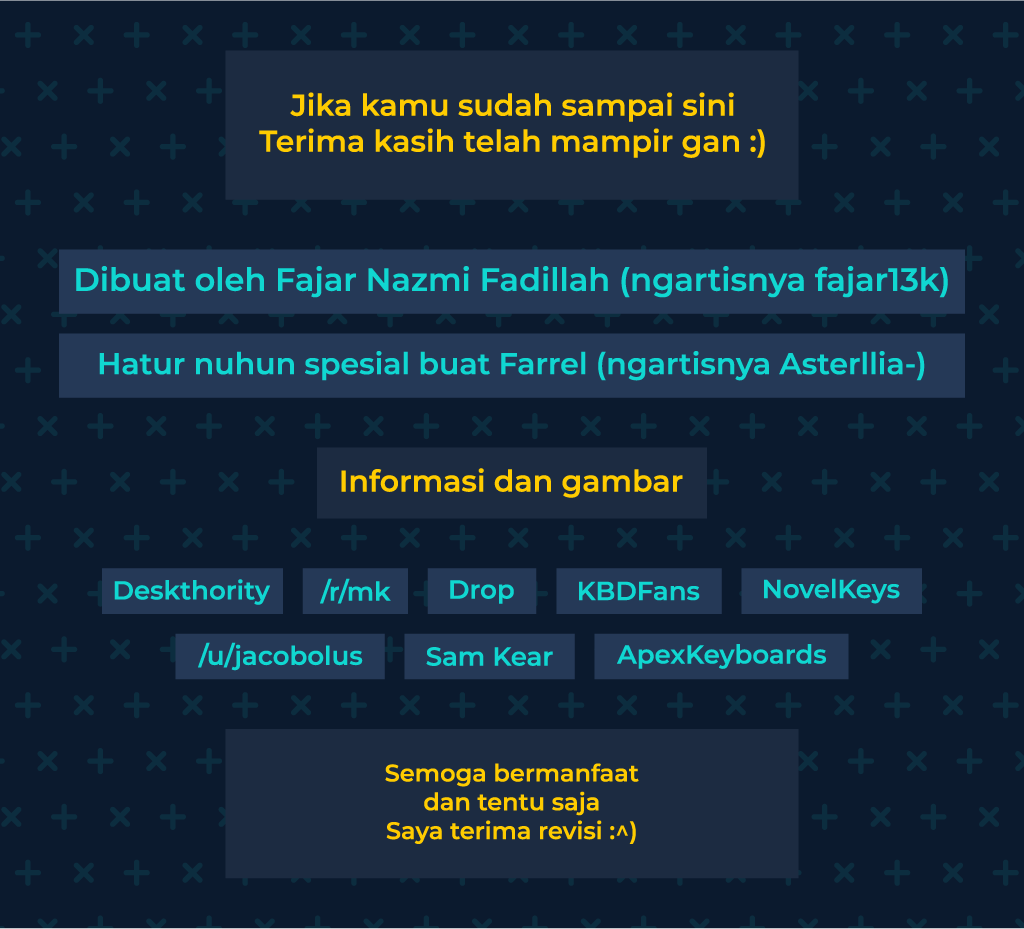 Jika kamu sudah sampai sini
Terima kasih telah mampir gan :)
Dibuat oleh Fajar Nazmi Fadillah (ngartisnya fajar13k)
Hatur nuhun spesial buat Farrel (ngartisnya Asterllia-)
Informasi dan gambar
Deskthority /r/mk Drop KBDFans NovelKeys
/u/jacobolus Sam Kear ApexKeyboards
Semoga bermanfaat
dan tentu saja
Saya terima revisi :^)